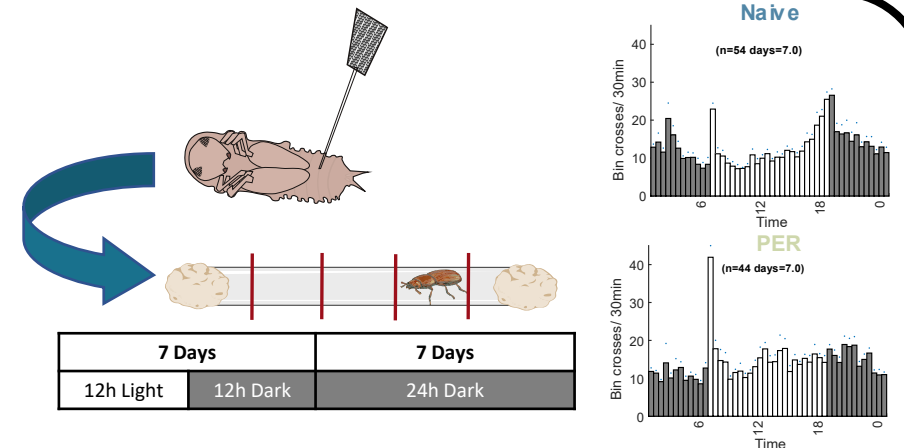 7 Days 7 Days
12h Light 12h Dark 24h Dark
Naive
(n=54 days=7.0)
Bin crosses/ 30min
40
30
20
10
0
6 12 18 0
Time
PER
(n=44 days=7.0)
Bin crosses/ 30min
40
30
20
10
0
6 12 18 0
Time